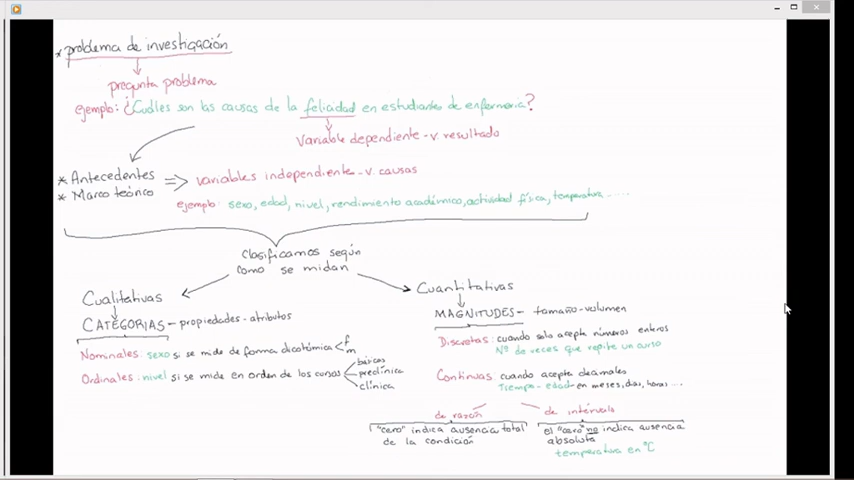 * problema de investigación
pregunta problema
ejemplo: ¿Cuáles son las causas de la felicidad en estudiantes de enfermería?
Variable dependiente - v. resultado
* Antecedentes
* Marco teórico
=> variables independiente - v. causas
ejemplo: sexo, edad, nivel, rendimiento académico, actividad física, temperatura .....
Clasificamos según
como se midan
Cualitativas
CATEGORIAS - propiedades - atributos
Nominales: sexo si se mide de forma dicotómica < f
m
Ordinales: nivel si se mide en orden de los cursos
básicos
preclínica
clínica
Cuantitativas
MAGNITUDES - tamaño - volumen
Discretas: cuando solo acepta números enteros
Nº de veces que repite un curso
Continuas cuando acepta decimales
Tiempo - edad - en meses, días, horas ...
de razón
"cero" indica ausencia total
de la condición
de intérvalos
el "cero" no indica ausencia
absoluta
temperatura en °C